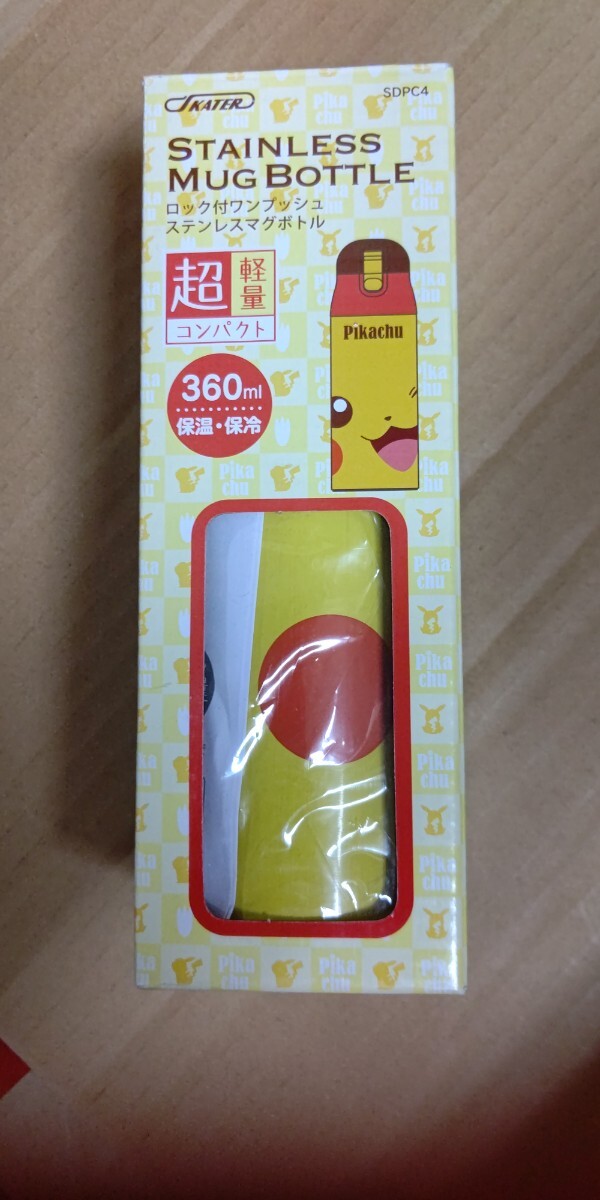 SKATER
SDPC4
STAINLESS
MUG BOTTLE
ロック付ワンプッシュ
ステンレスマグボトル
超軽量
コンパクト
Pikachu
360ml
保温・保冷